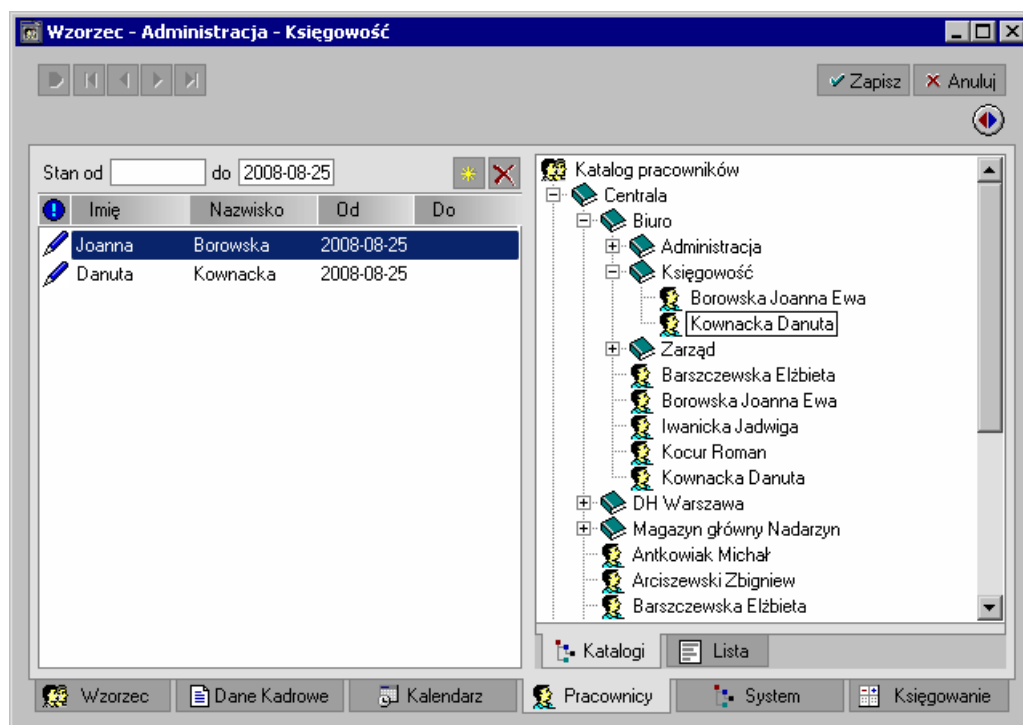 Wzorzec - Administracja - Księgowość
Zapisz Anuluj
Stan od do 2008-08-25
Imię Nazwisko Od Do
Joanna Borowska 2008-08-25
Danuta Kownacka 2008-08-25
Katalog pracowników
Centrala
Biuro
Administracja
Księgowość
Borowska Joanna Ewa
Kownacka Danuta
Zarząd
Barszczewska Elżbieta
Borowska Joanna Ewa
Iwanicka Jadwiga
Kocur Roman
Kownacka Danuta
DH Warszawa
Magazyn główny Nadarzyn
Antkowiak Michał
Arciszewski Zbigniew
Barszczewska Elżbieta
Katalogi Lista
Wzorzec Dane Kadrowe Kalendarz Pracownicy System Księgowanie